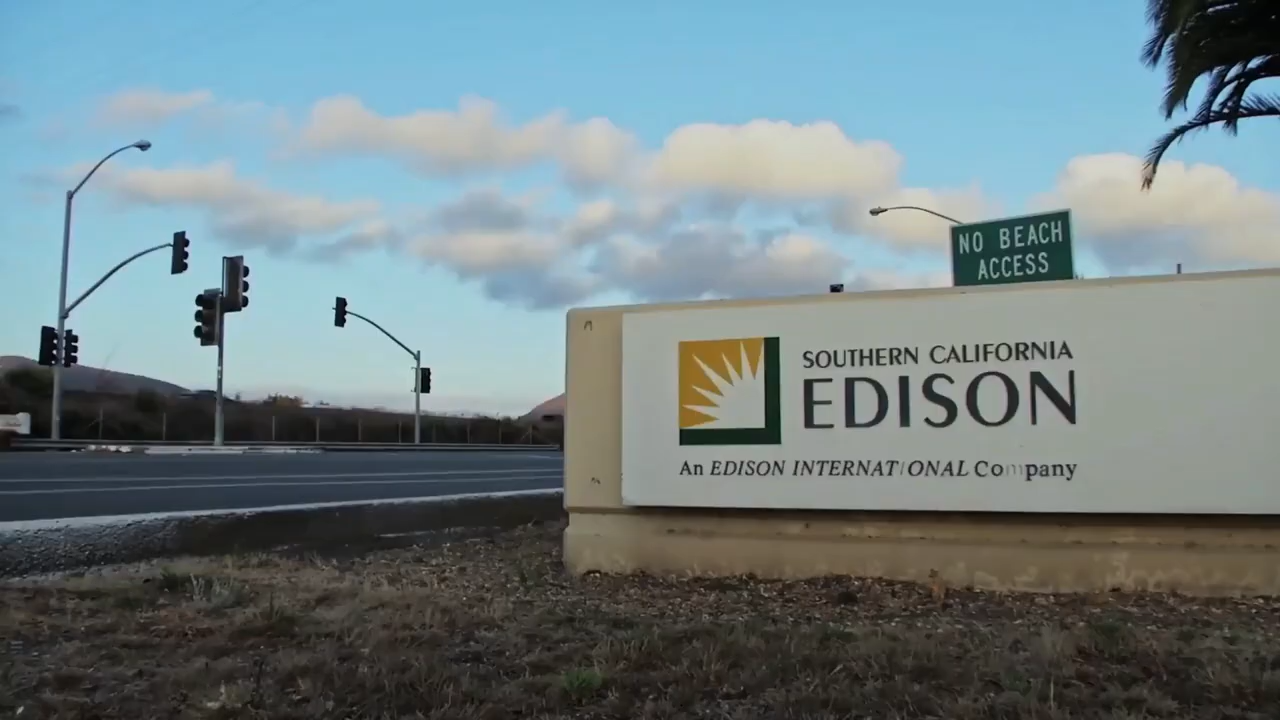 NO BEACH
ACCESS
SOUTHERN CALIFORNIA
EDISON
An EDISON INTERNATIONAL Company